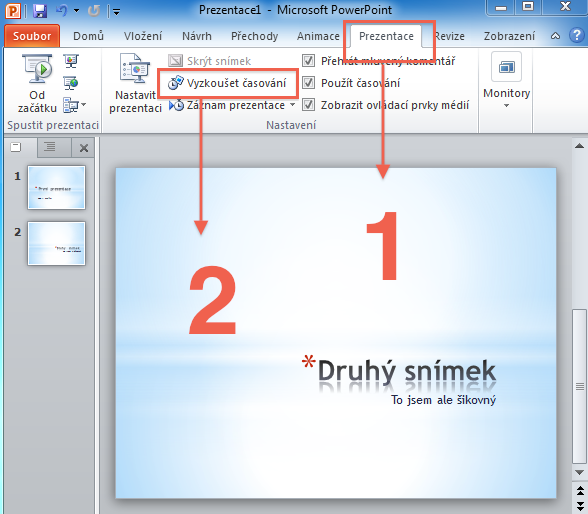 Prezentace1 - Microsoft PowerPoint
Soubor Domů Vložení Návrh Přechody Animace Prezentace Revize Zobrazení
Od začátku
Spustit prezentaci
Nastavit prezentaci
Skrýt snímek
Vyzkoušet časování
Záznam prezentace
Přehrát mluvený komentář
Použít časování
Zobrazit ovládací prvky médií
Nastavení
Monitory
1
2
1
2
*Druhý snímek
To jsem ale šikovný